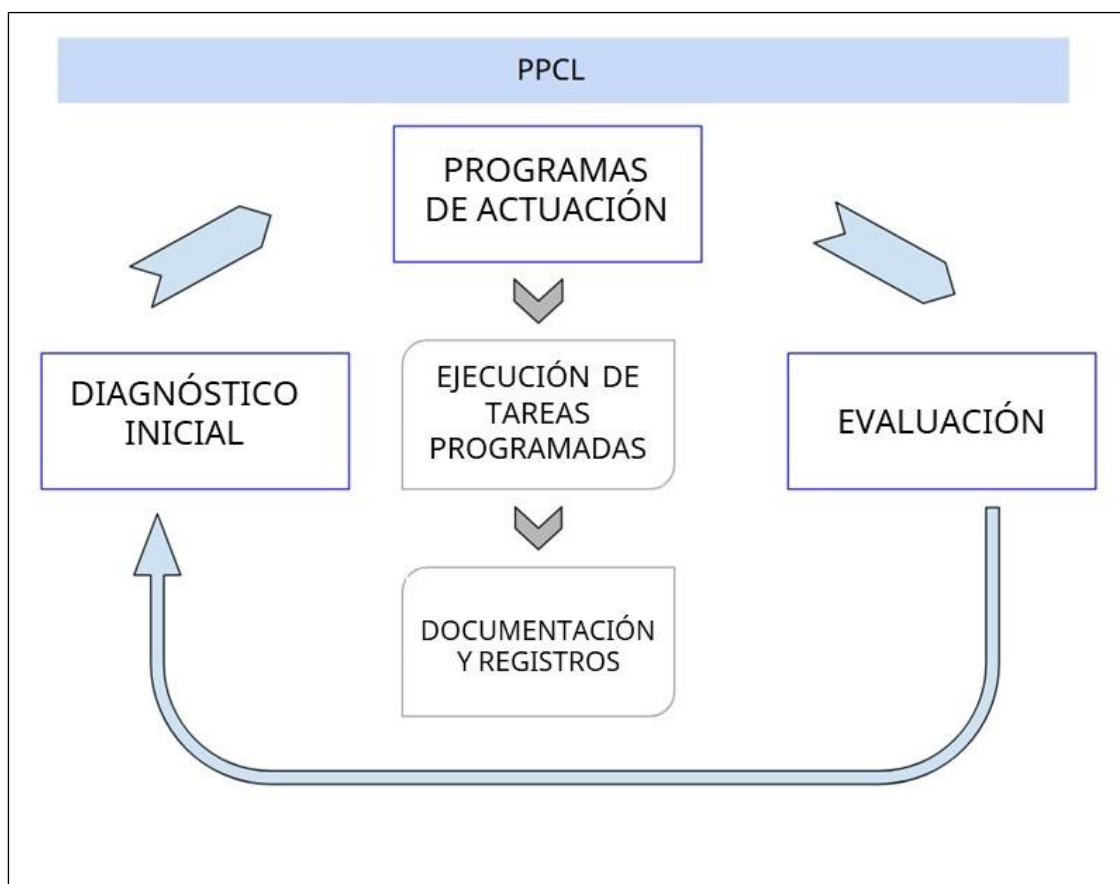 PPCL
PROGRAMAS
DE ACTUACIÓN
DIAGNÓSTICO
INICIAL
EJECUCIÓN DE
TAREAS
PROGRAMADAS
EVALUACIÓN
DOCUMENTACIÓN
Y REGISTROS